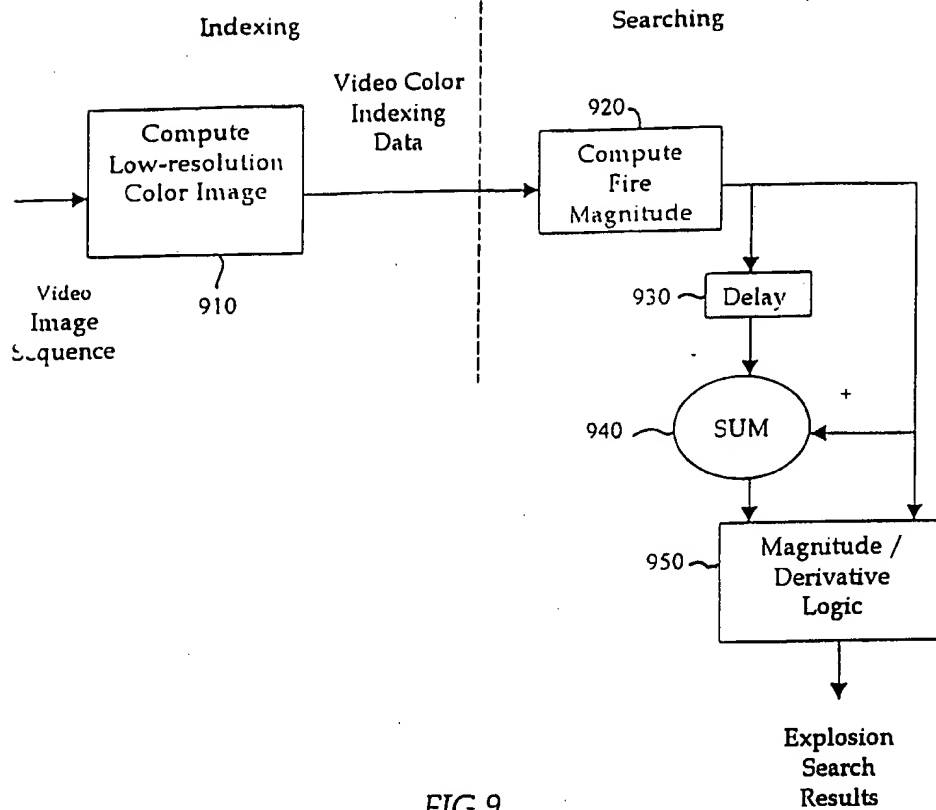 Indexing
Searching
Video Color
Indexing
Data
Compute
Low-resolution
Color Image
910
Video
Image
Sequence
920
Compute
Fire
Magnitude
930
Delay
+
940
SUM
950
Magnitude /
Derivative
Logic
Explosion
Search
Results
FIG 9